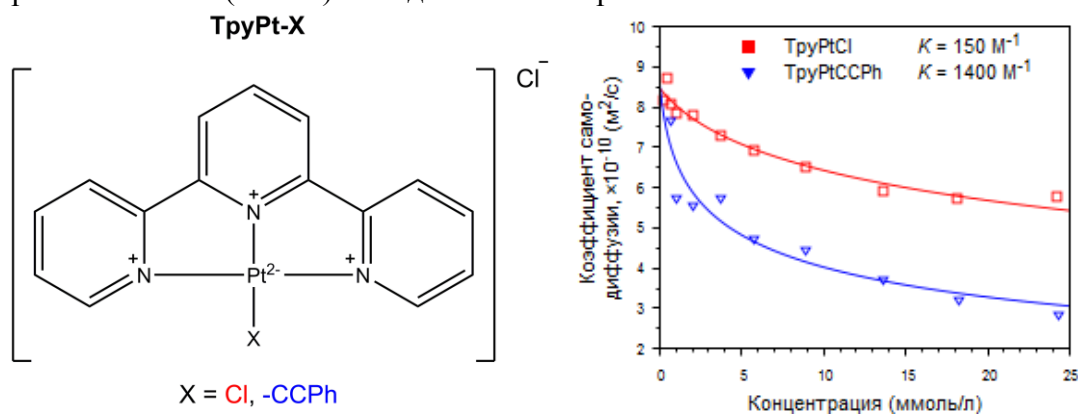 TpyPt-X
Cl⁻
N⁺
N⁺
Pt²⁻
N⁺
X
X = Cl, -CCPh
TpyPtCl K = 150 M⁻¹
TpyPtCCPh K = 1400 M⁻¹
Коэффициент само-
диффузии, ×10⁻¹⁰ (м²/с)
10
9
8
7
6
5
4
3
2
0 5 10 15 20 25
Концентрация (ммоль/л)